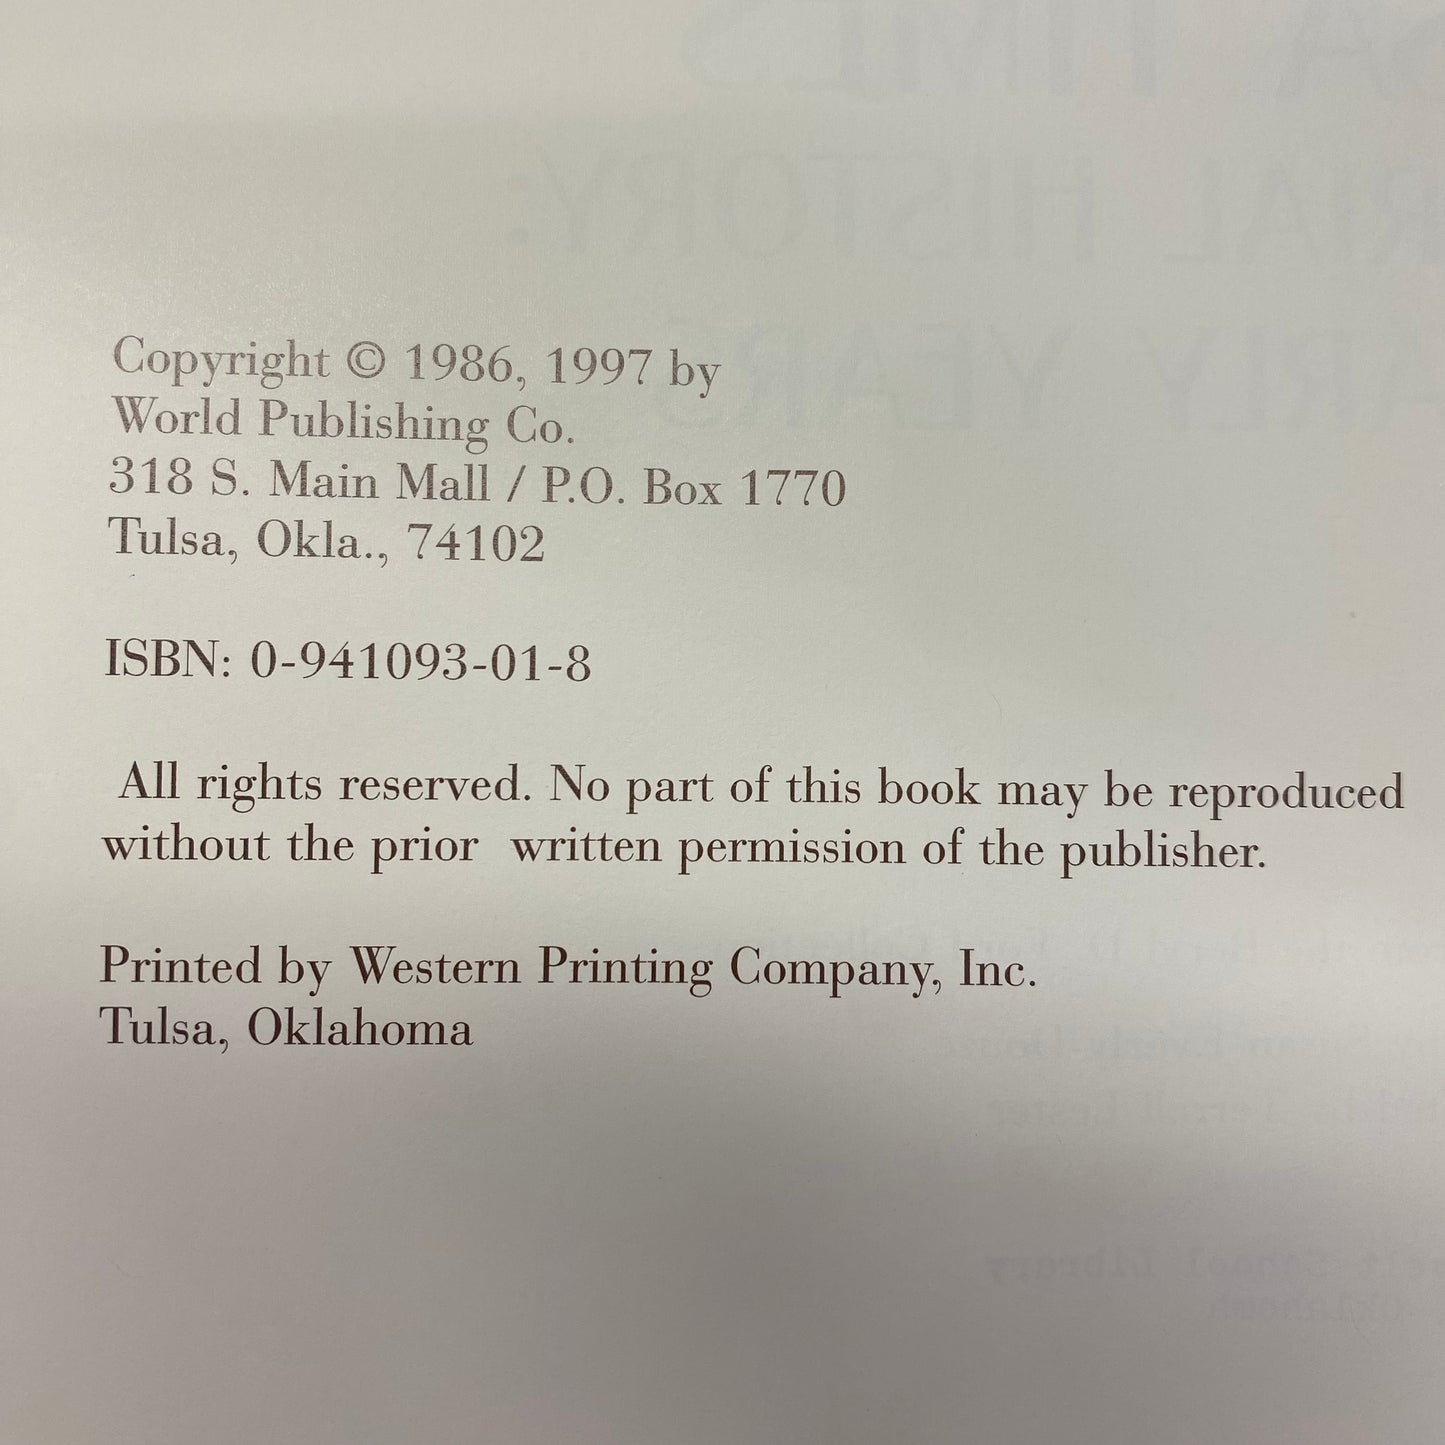 Copyright © 1986, 1997 by
World Publishing Co.
318 S. Main Mall / P.O. Box 1770
Tulsa, Okla., 74102
ISBN: 0-941093-01-8
All rights reserved. No part of this book may be reproduced
without the prior written permission of the publisher.
Printed by Western Printing Company, Inc.
Tulsa, Oklahoma